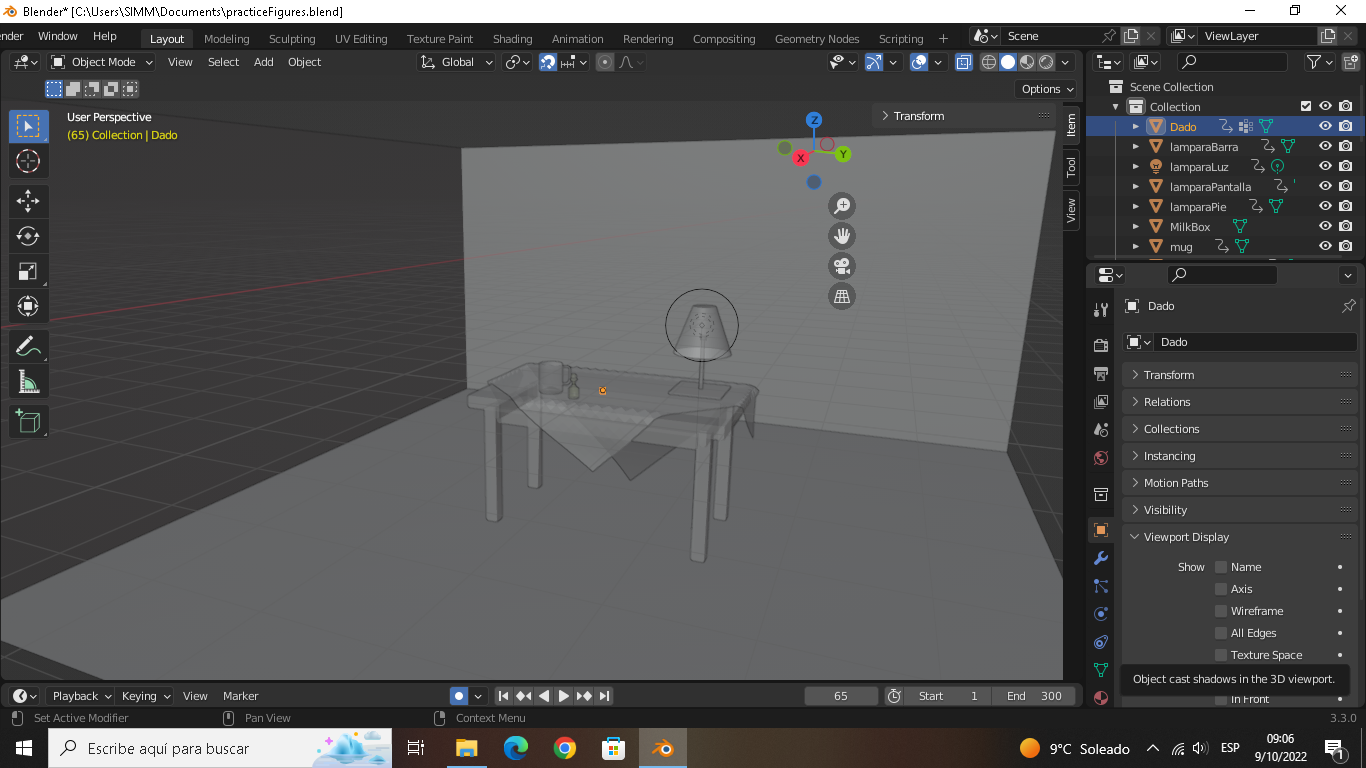 Blender* [C:\Users\SIMM\Documents\practiceFigures.blend]
nder Window Help Layout Modeling Sculpting UV Editing Texture Paint Shading Animation Rendering Compositing Geometry Nodes Scripting + Scene ViewLayer
Object Mode View Select Add Object Global
Options
User Perspective
(65) Collection | Dado
Transform
Item
Tool
View
Z
X
Y
Scene Collection
Collection
Dado
lamparaBarra
lamparaLuz
lamparaPantalla
lamparaPie
MilkBox
mug
Dado
Dado
Transform
Relations
Collections
Instancing
Motion Paths
Visibility
Viewport Display
Show Name
Axis
Wireframe
All Edges
Texture Space
Object cast shadows in the 3D viewport.
In Front
Playback Keying View Marker 65 Start 1 End 300
Set Active Modifier Pan View Context Menu 3.3.0
Escribe aquí para buscar 9°C Soleado ESP 09:06
9/10/2022 1